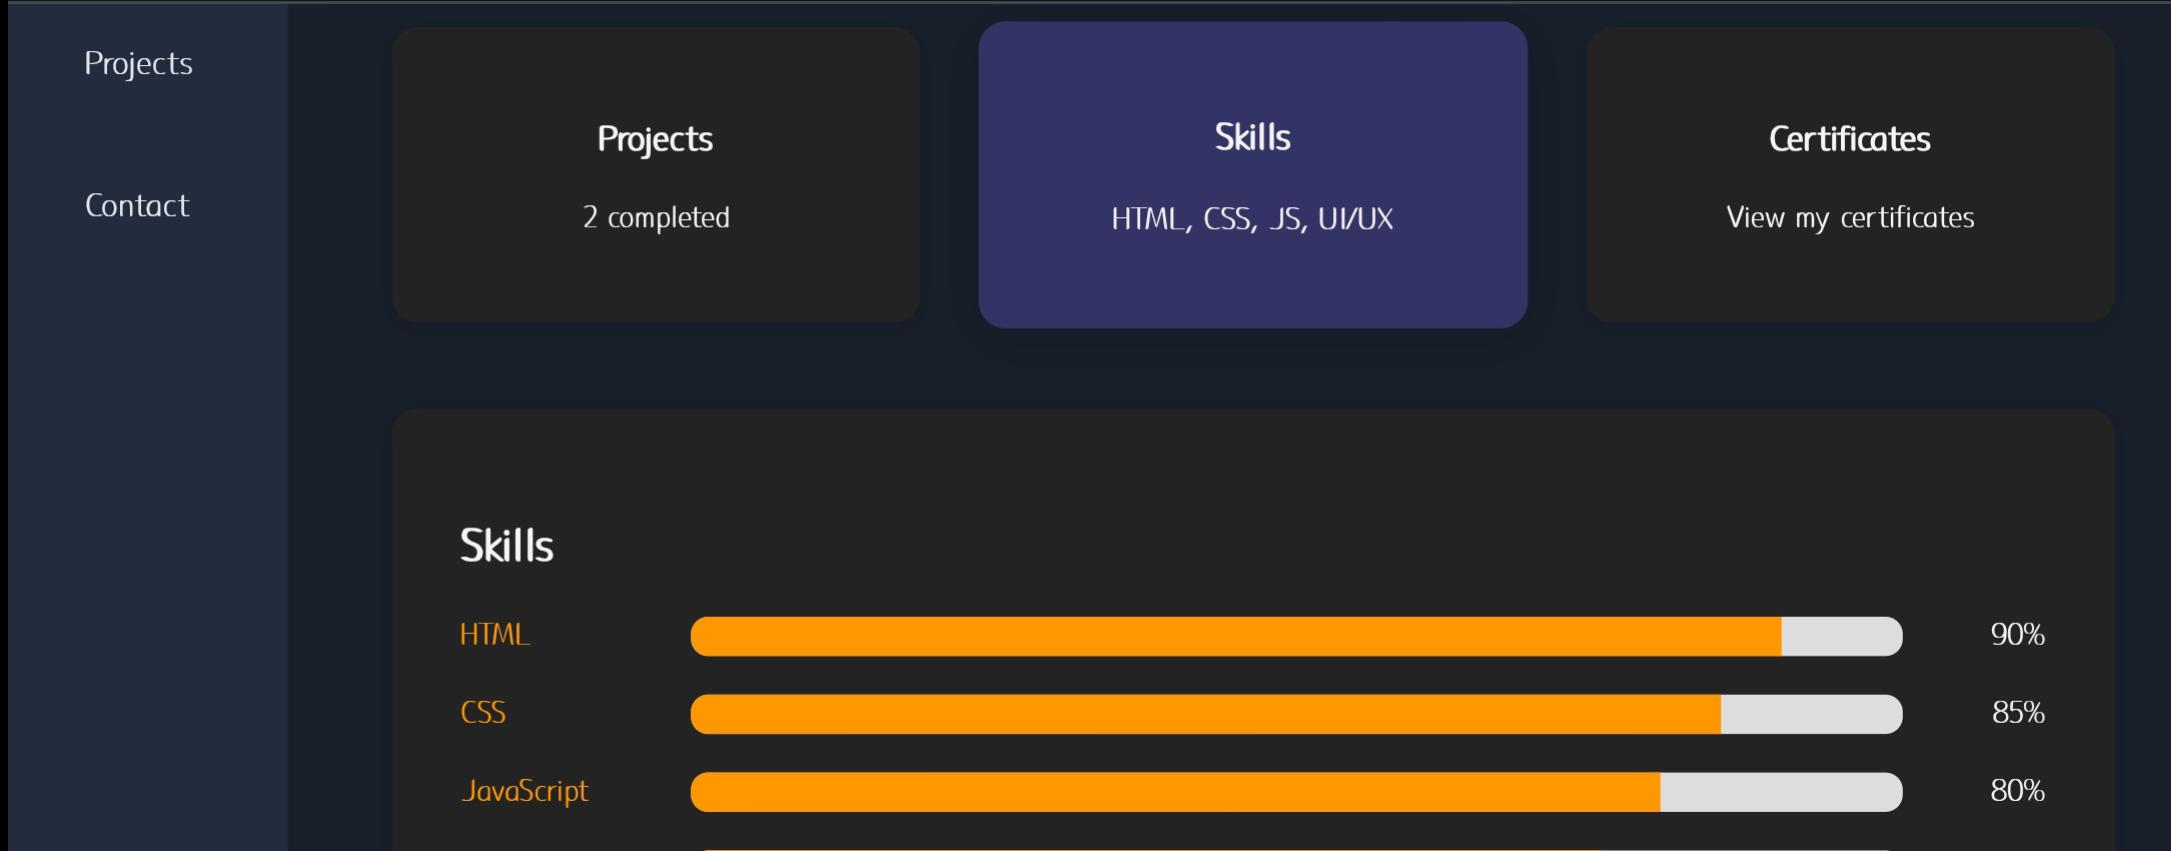 Projects
Contact
Projects
2 completed
Skills
HTML, CSS, JS, UI/UX
Certificates
View my certificates
Skills
HTML 90%
CSS 85%
JavaScript 80%